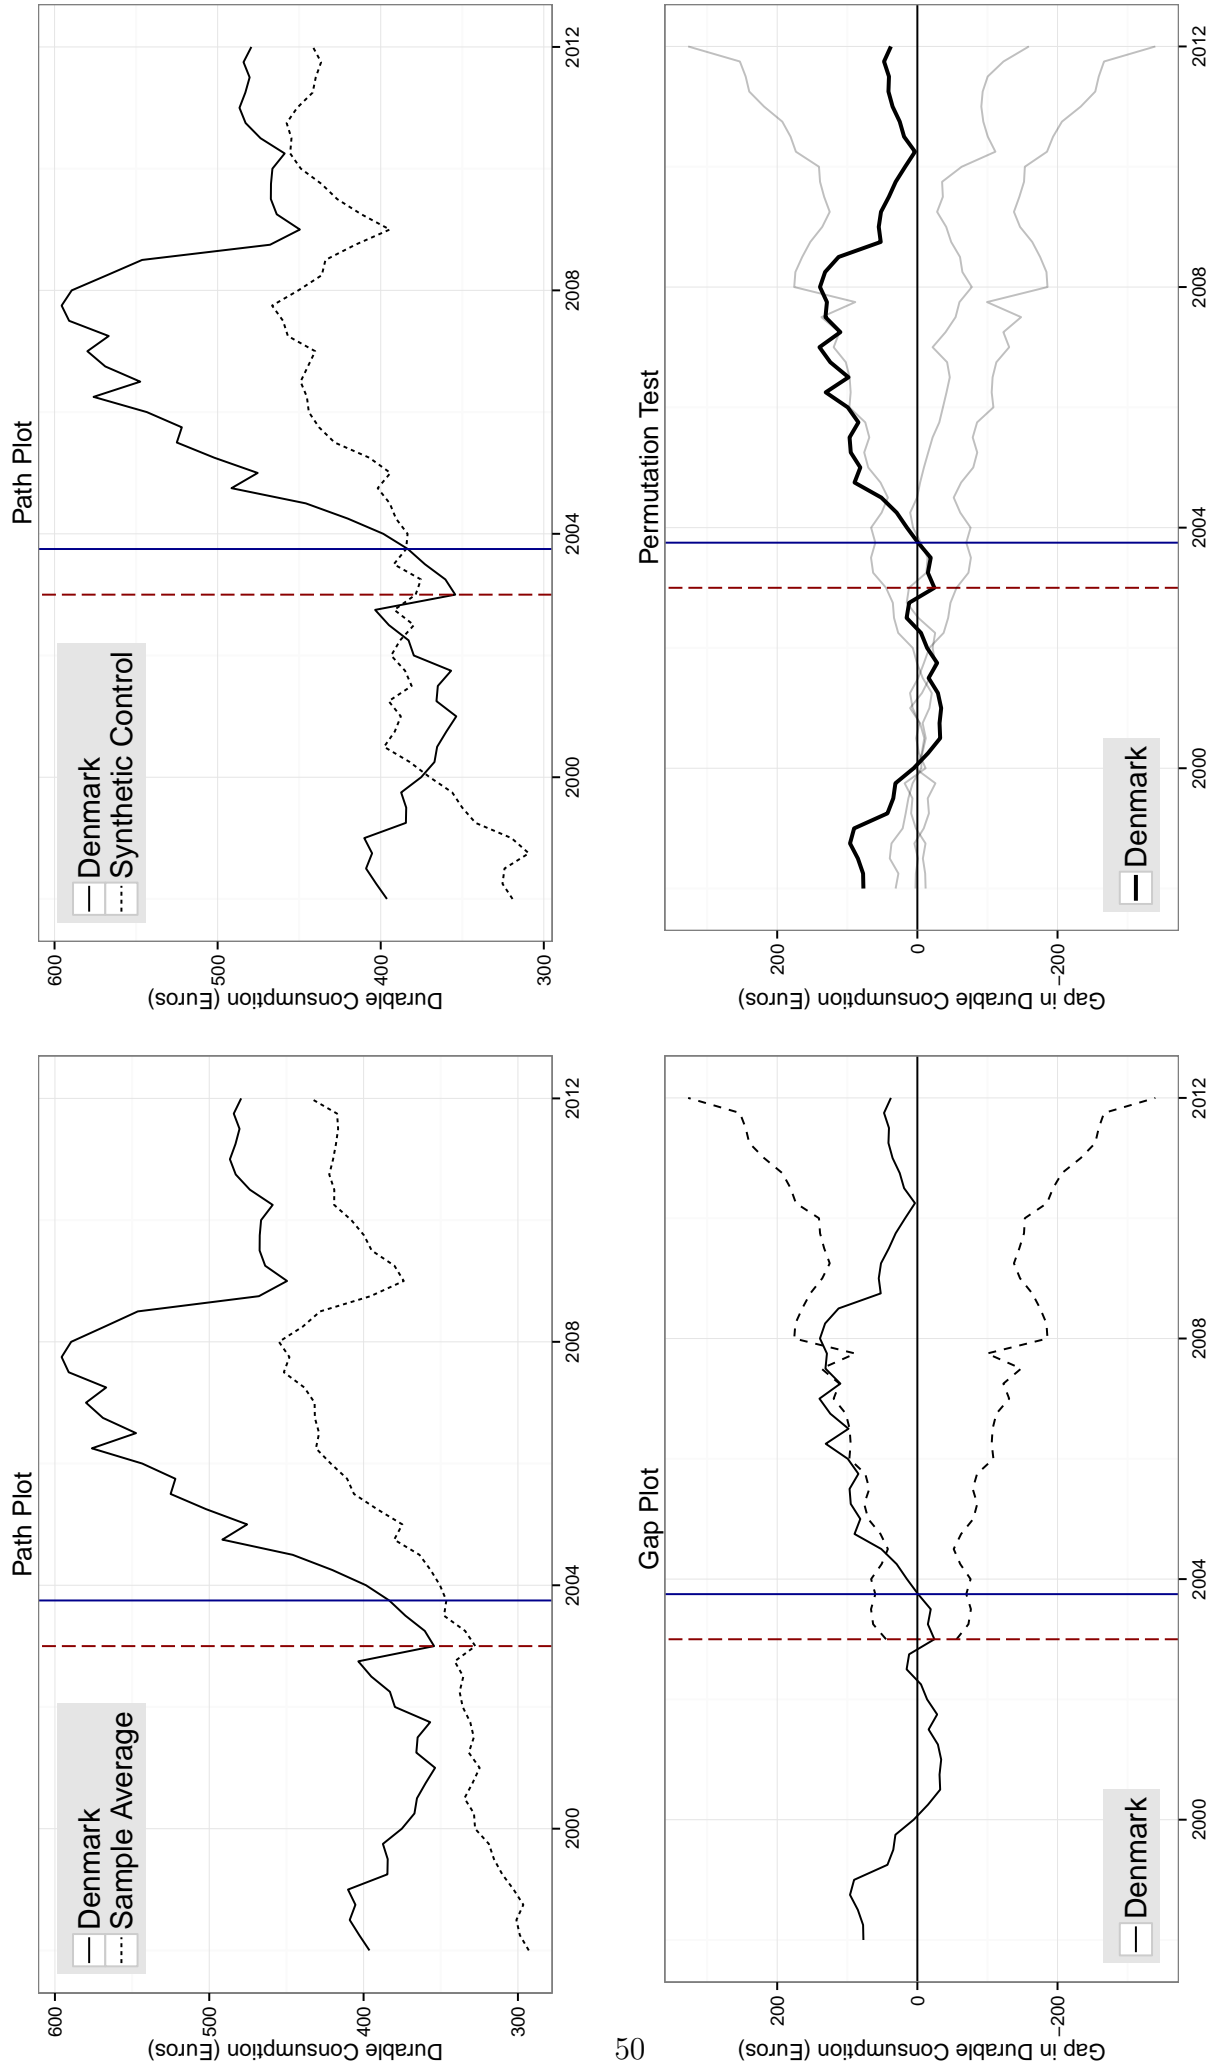 Path Plot
Durable Consumption (Euros)
600
500
400
300
2000
2004
2008
2012
Denmark
Sample Average
Path Plot
Durable Consumption (Euros)
600
500
400
300
2000
2004
2008
2012
Denmark
Synthetic Control
Gap Plot
Gap in Durable Consumption (Euros)
200
0
−200
2000
2004
2008
2012
Denmark
Permutation Test
Gap in Durable Consumption (Euros)
200
0
−200
2000
2004
2008
2012
Denmark
50